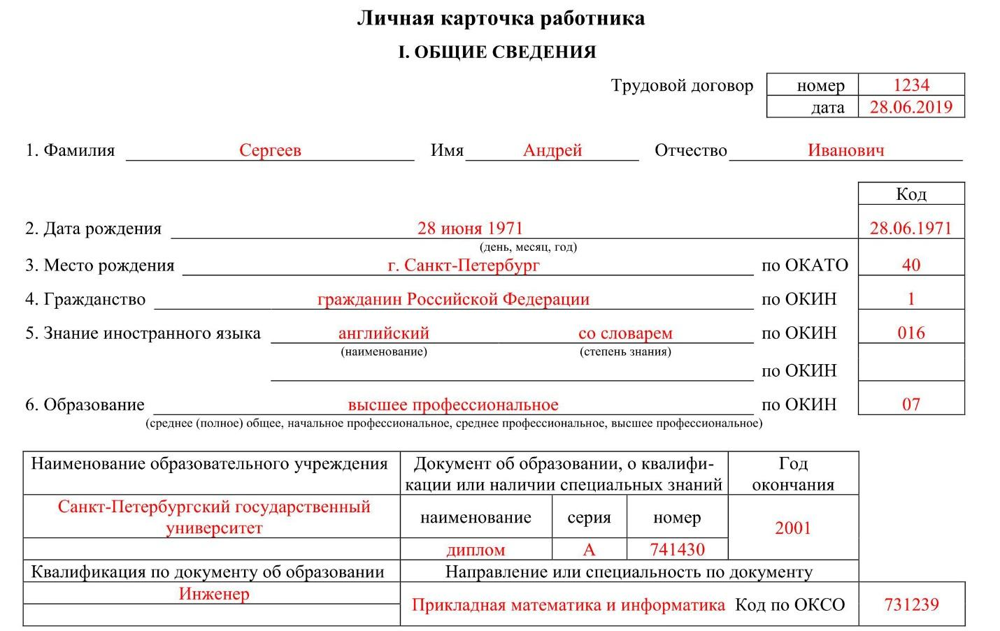 Личная карточка работника
I. ОБЩИЕ СВЕДЕНИЯ
Трудовой договор номер 1234
дата 28.06.2019
1. Фамилия Сергеев Имя Андрей Отчество Иванович
Код
2. Дата рождения 28 июня 1971 28.06.1971
(день, месяц, год)
3. Место рождения г. Санкт-Петербург по ОКАТО 40
4. Гражданство гражданин Российской Федерации по ОКИН 1
5. Знание иностранного языка английский со словарем по ОКИН 016
(наименование) (степень знания)
по ОКИН
6. Образование высшее профессиональное по ОКИН 07
(среднее (полное) общее, начальное профессиональное, среднее профессиональное, высшее профессиональное)
Наименование образовательного учреждения
Документ об образовании, о квалифи-
кации или наличии специальных знаний
Год
окончания
Санкт-Петербургский государственный
университет
наименование серия номер
2001
диплом А 741430
Квалификация по документу об образовании Направление или специальность по документу
Инженер
Прикладная математика и информатика Код по ОКСО 731239